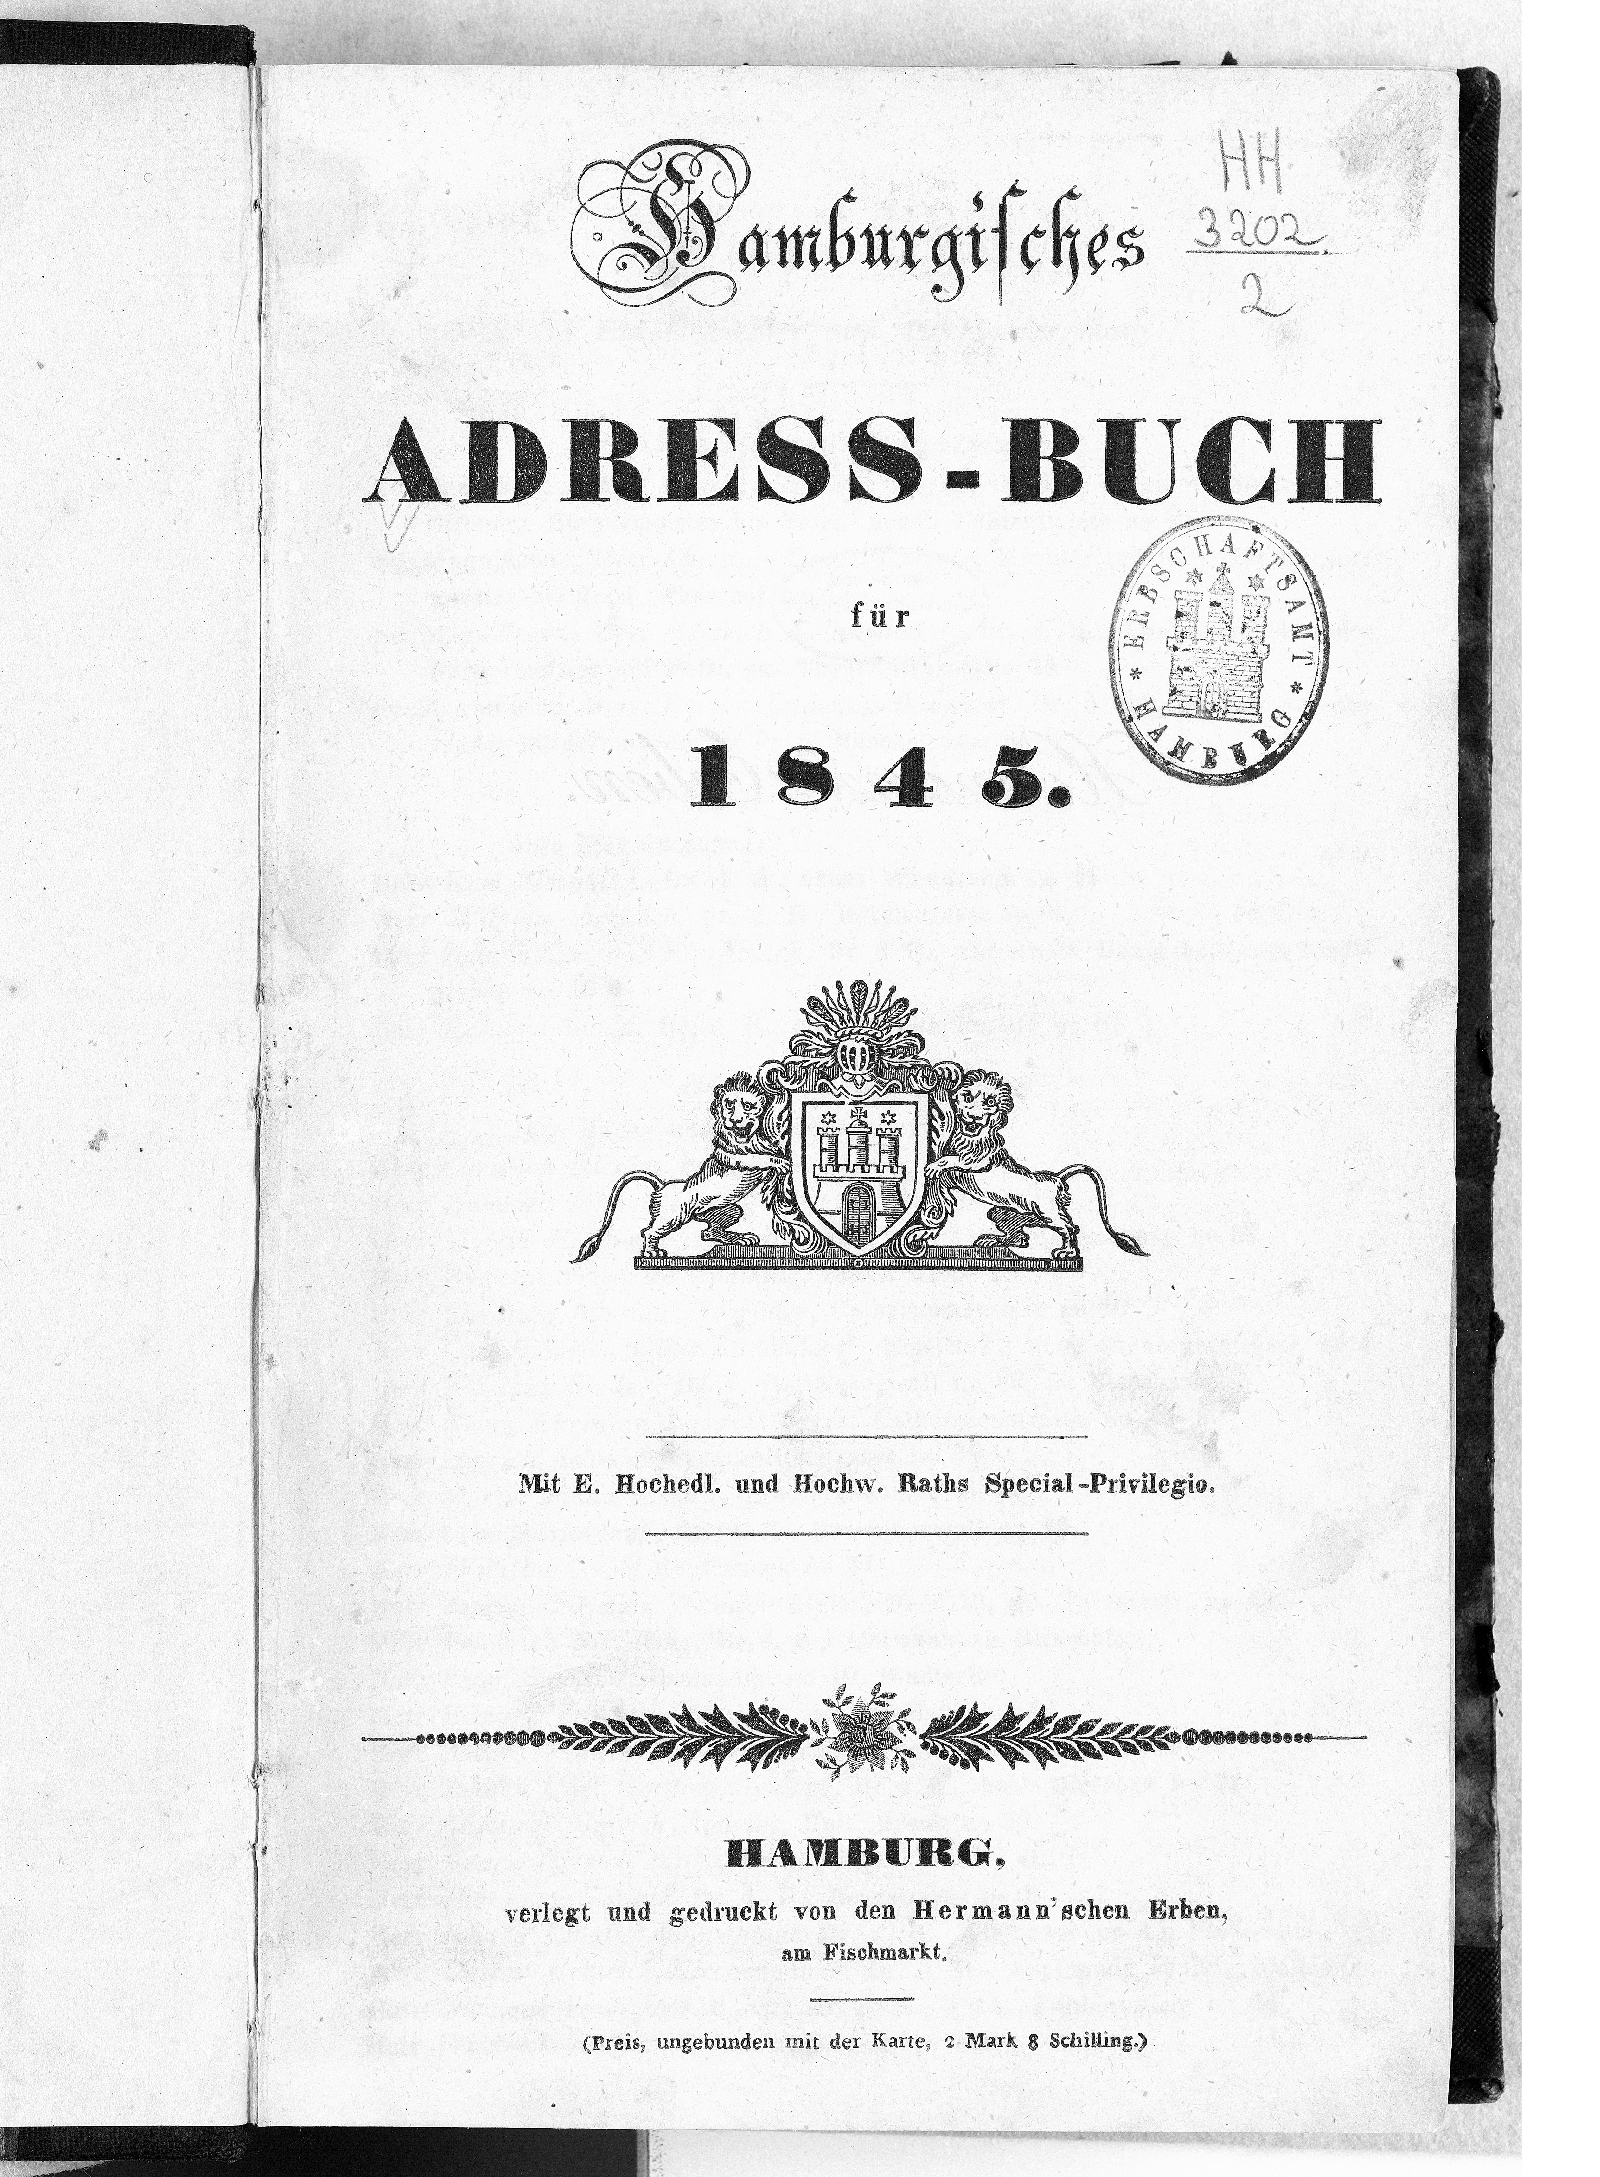 Hamburgisches
HH
3202
2
ADRESS-BUCH
für
ERBSCHAFTSAMT
* HAMBURG *
1845.
Mit E. Hochedl. und Hochw. Raths Special-Privilegio.
HAMBURG,
verlegt und gedruckt von den Hermann'schen Erben,
am Fischmarkt.
(Preis, ungebunden mit der Karte, 2 Mark 8 Schilling.)